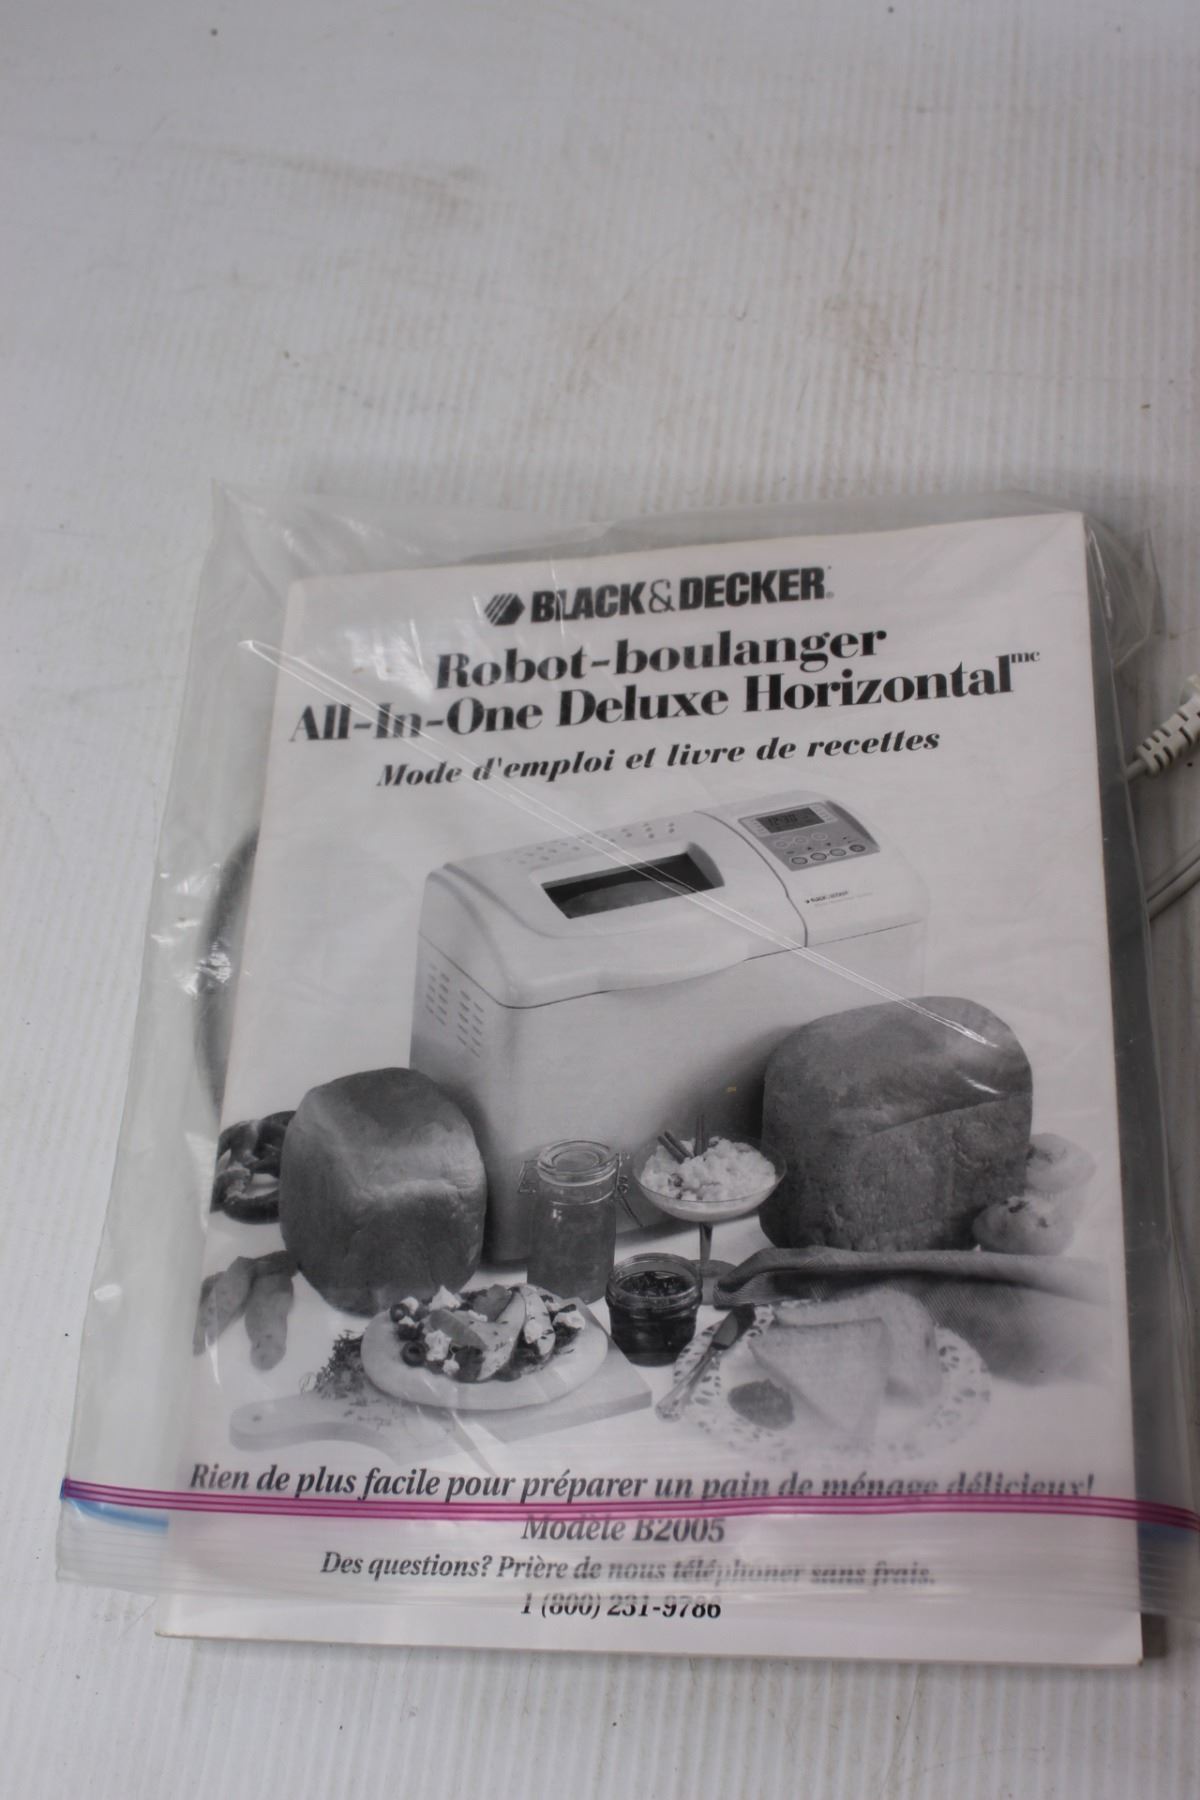 BLACK&DECKER
Robot-boulanger
All-In-One Deluxe Horizontal mc
Mode d'emploi et livre de recettes
Rien de plus facile pour préparer un pain de ménage délicieux!
Modèle B2005
Des questions? Prière de nous téléphoner sans frais.
1 (800) 231-9786